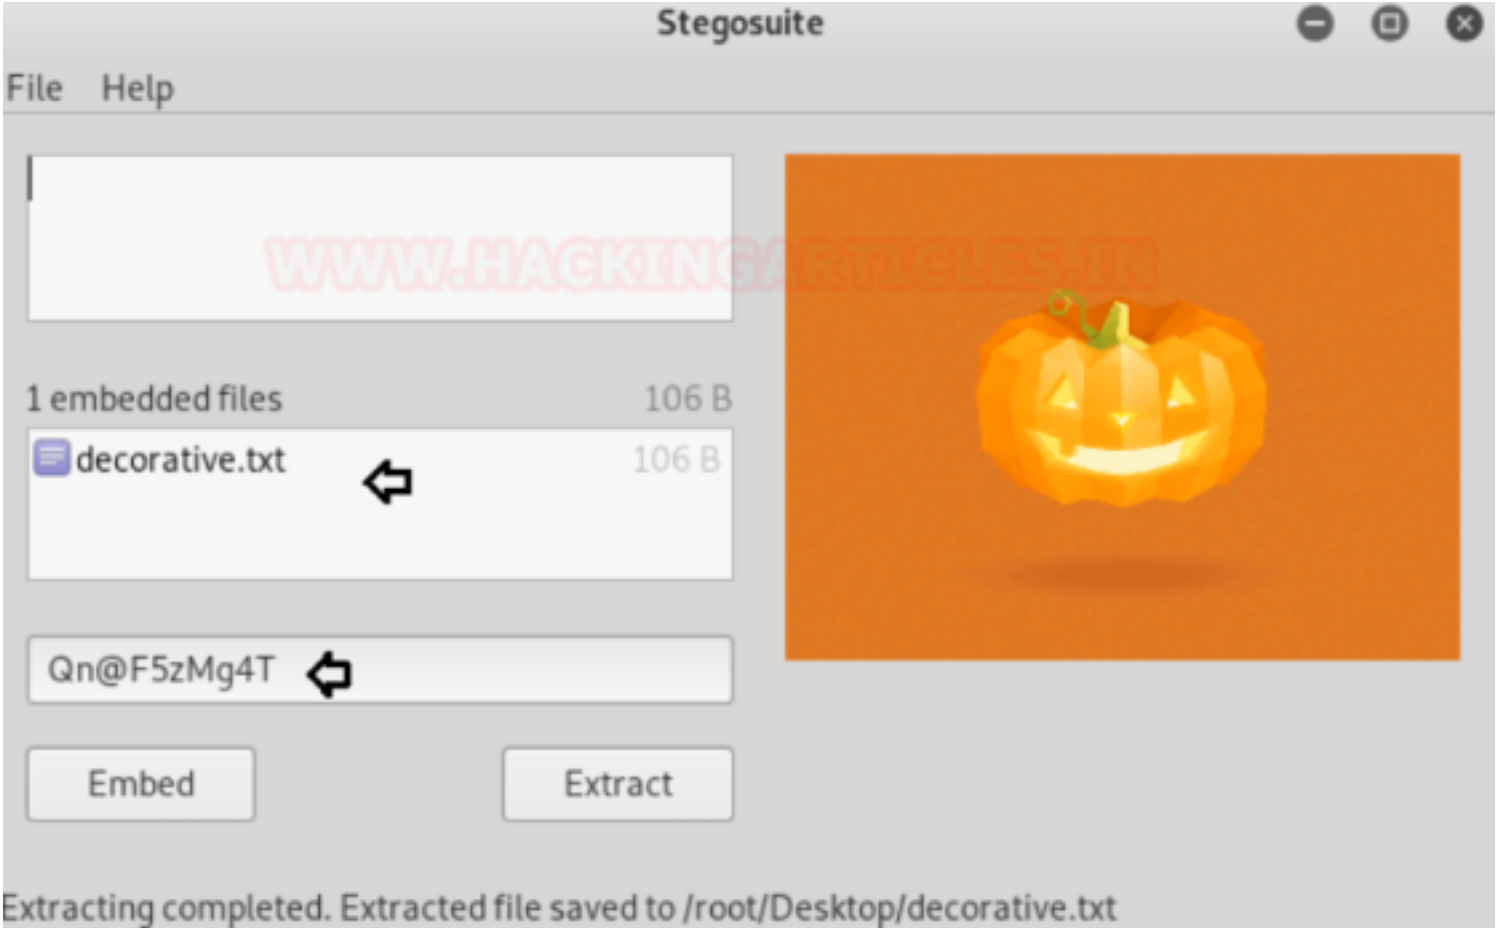 Stegosuite
File Help
WWW.HACKINGARTICLES.IN
1 embedded files 106 B
decorative.txt 106 B
Qn@F5zMg4T
Embed Extract
Extracting completed. Extracted file saved to /root/Desktop/decorative.txt